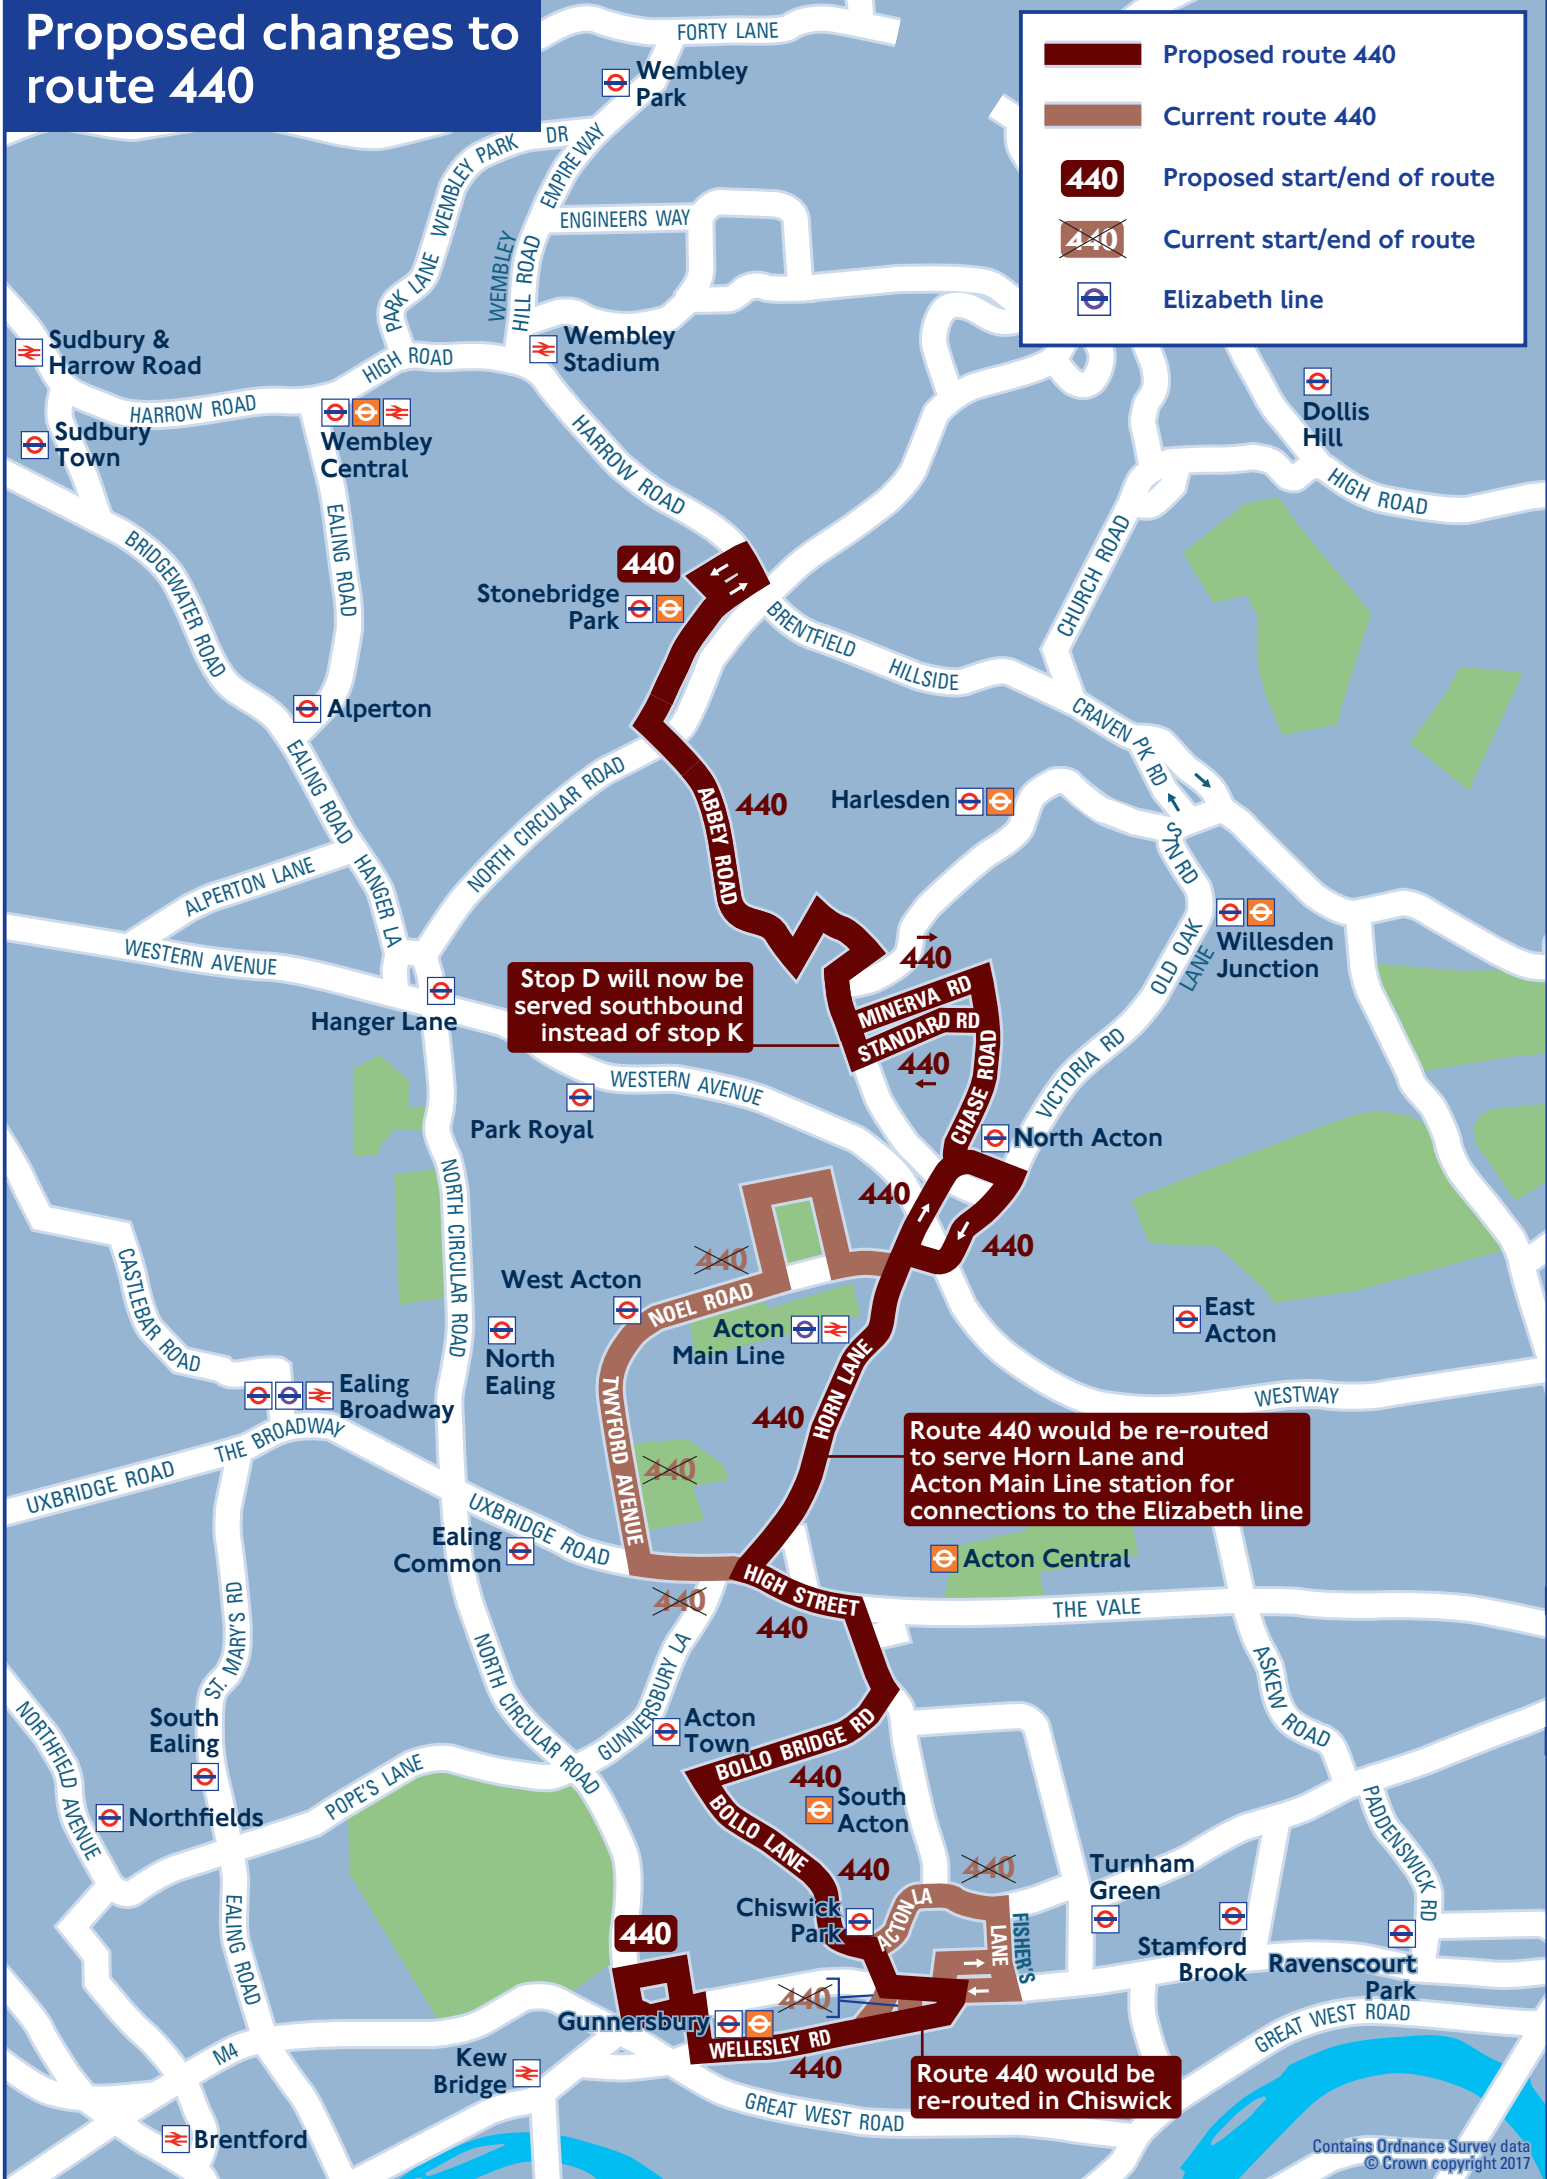 Proposed changes to
route 440
Proposed route 440
Current route 440
440
Proposed start/end of route
440
Current start/end of route
Elizabeth line
FORTY LANE
Wembley
Park
WEMBLEY PARK DR
EMPIRE WAY
ENGINEERS WAY
PARK LANE
WEMBLEY
HILL ROAD
Sudbury &
Harrow Road
HIGH ROAD
Wembley
Stadium
HARROW ROAD
Sudbury
Town
Wembley
Central
Dollis
Hill
HIGH ROAD
HARROW ROAD
EALING ROAD
BRIDGEWATER ROAD
CHURCH ROAD
440
Stonebridge
Park
BRENTFIELD
HILLSIDE
CRAVEN PK RD
Alperton
EALING ROAD
NORTH CIRCULAR ROAD
ABBEY ROAD
440
Harlesden
STN RD
ALPERTON LANE
HANGER LA
WESTERN AVENUE
Willesden
Junction
OLD OAK
LANE
440
Stop D will now be
served southbound
instead of stop K
MINERVA RD
STANDARD RD
440
CHASE ROAD
Hanger Lane
WESTERN AVENUE
VICTORIA RD
Park Royal
North Acton
440
440
NORTH CIRCULAR ROAD
CASTLEBAR ROAD
440
West Acton
NOEL ROAD
Acton
Main Line
East
Acton
North
Ealing
HORN LANE
440
TWYFORD AVENUE
440
WESTWAY
Ealing
Broadway
THE BROADWAY
UXBRIDGE ROAD
Route 440 would be re-routed
to serve Horn Lane and
Acton Main Line station for
connections to the Elizabeth line
UXBRIDGE ROAD
Ealing
Common
Acton Central
HIGH STREET
440
440
THE VALE
ST. MARY'S RD
NORTH CIRCULAR ROAD
GUNNERSBURY LA
ASKEW ROAD
NORTHFIELD AVENUE
South
Ealing
Acton
Town
BOLLO BRIDGE RD
440
POPE'S LANE
Northfields
South
Acton
BOLLO LANE
440
440
PADDENSWICK RD
Turnham
Green
Chiswick
Park
ACTON LA
FISHER'S
LANE
Stamford
Brook
Ravenscourt
Park
EALING ROAD
440
440
Gunnersbury
WELLESLEY RD
440
GREAT WEST ROAD
M4
Kew
Bridge
Route 440 would be
re-routed in Chiswick
GREAT WEST ROAD
Brentford
Contains Ordnance Survey data
© Crown copyright 2017